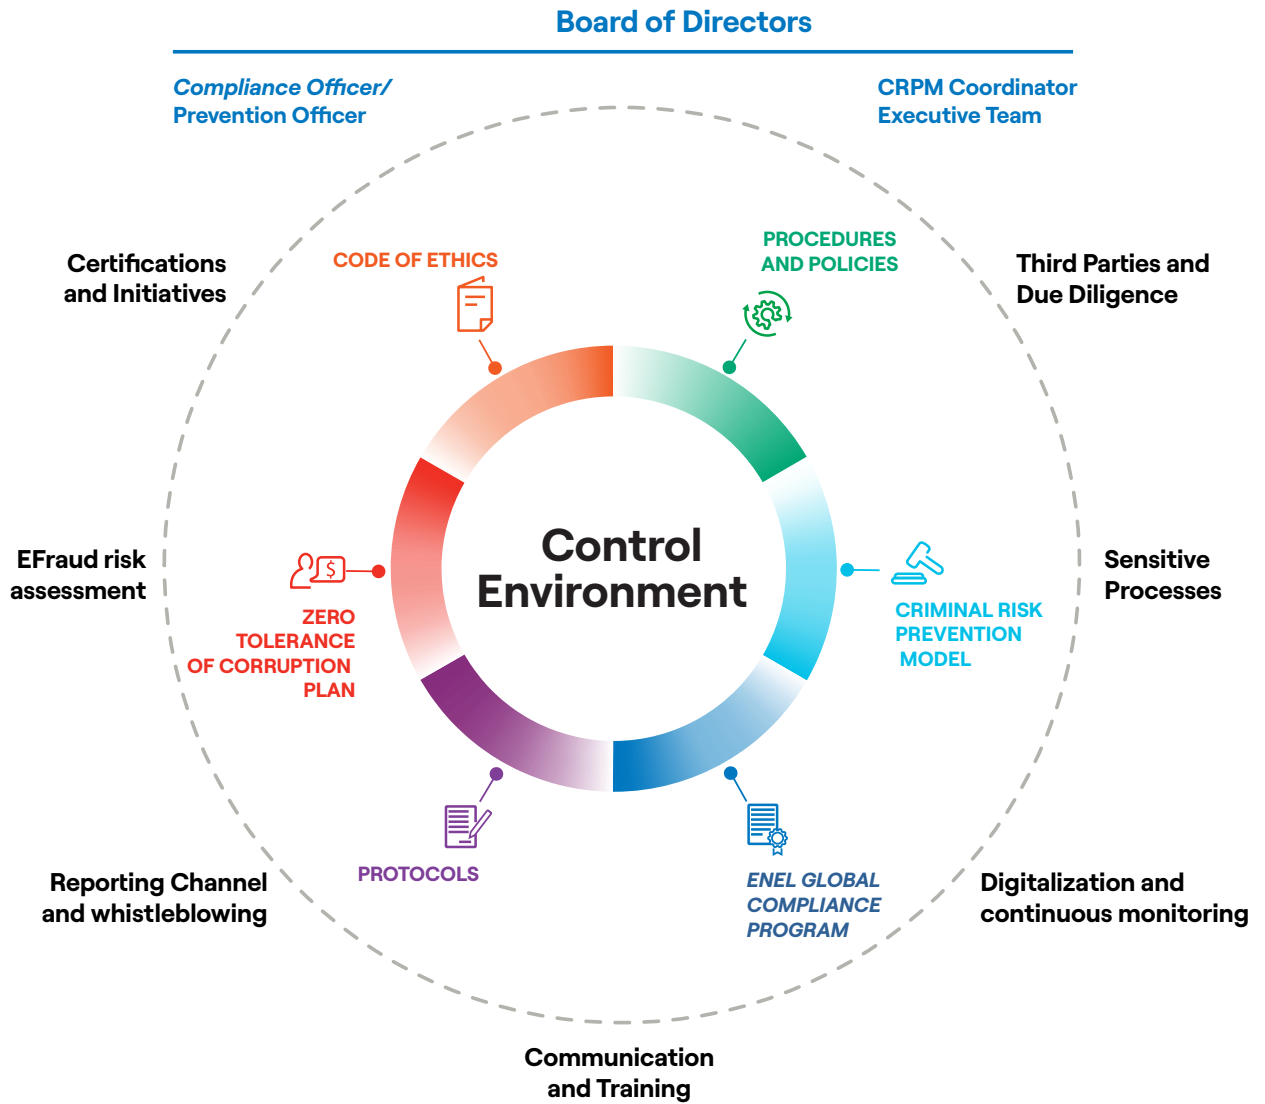 Board of Directors
Compliance Officer/
Prevention Officer
CRPM Coordinator
Executive Team
CODE OF ETHICS
PROCEDURES
AND POLICIES
Certifications
and Initiatives
Third Parties and
Due Diligence
Control
Environment
EFraud risk
assessment
Sensitive
Processes
$
ZERO
TOLERANCE
OF CORRUPTION
PLAN
CRIMINAL RISK
PREVENTION
MODEL
PROTOCOLS
ENEL GLOBAL
COMPLIANCE
PROGRAM
Reporting Channel
and whistleblowing
Digitalization and
continuous monitoring
Communication
and Training